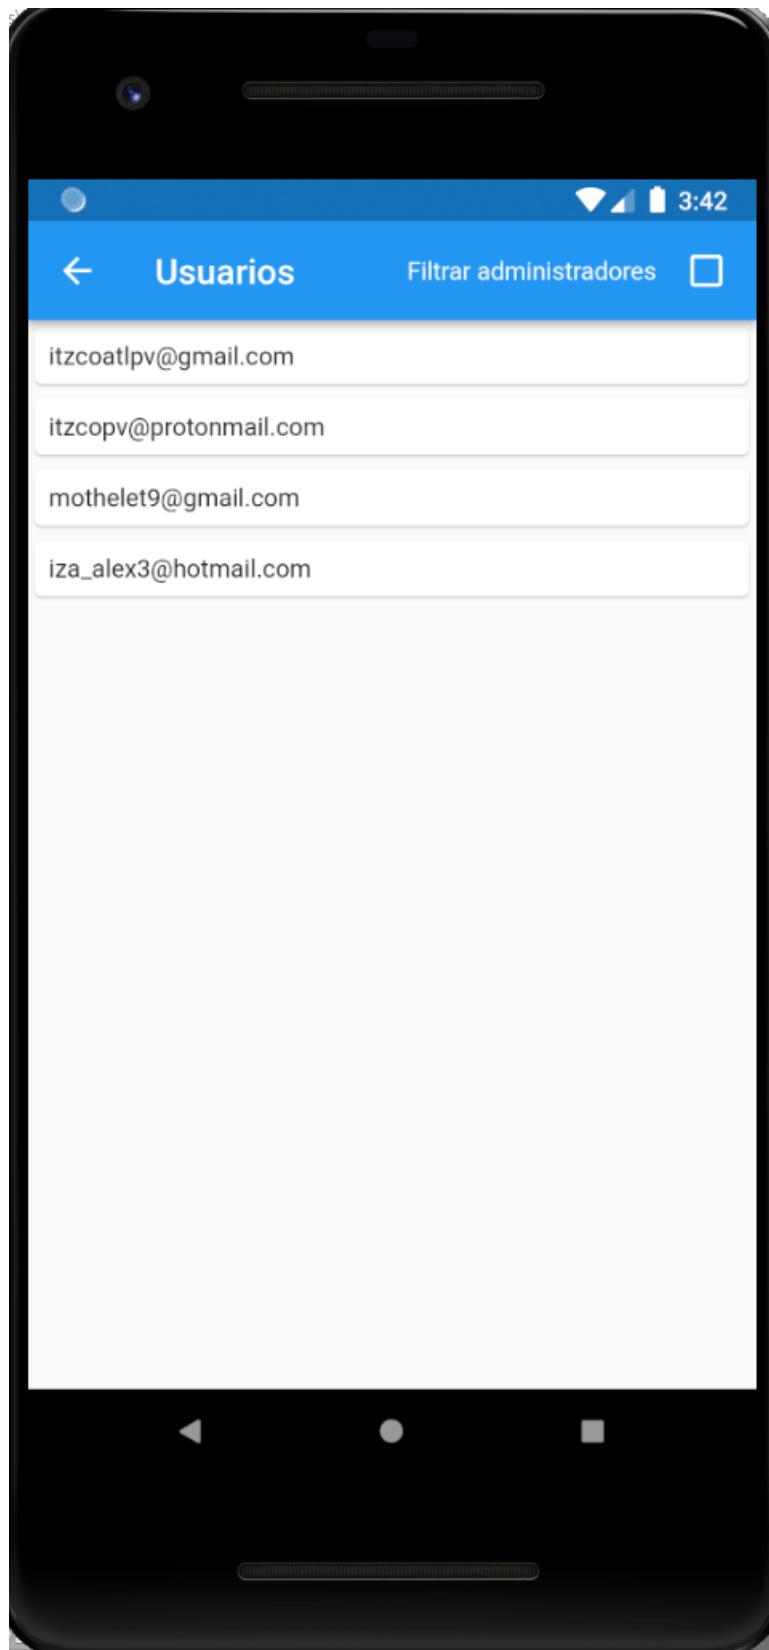 3:42
Usuarios Filtrar administradores
itzcoatlpv@gmail.com
itzcopv@protonmail.com
mothelet9@gmail.com
iza_alex3@hotmail.com